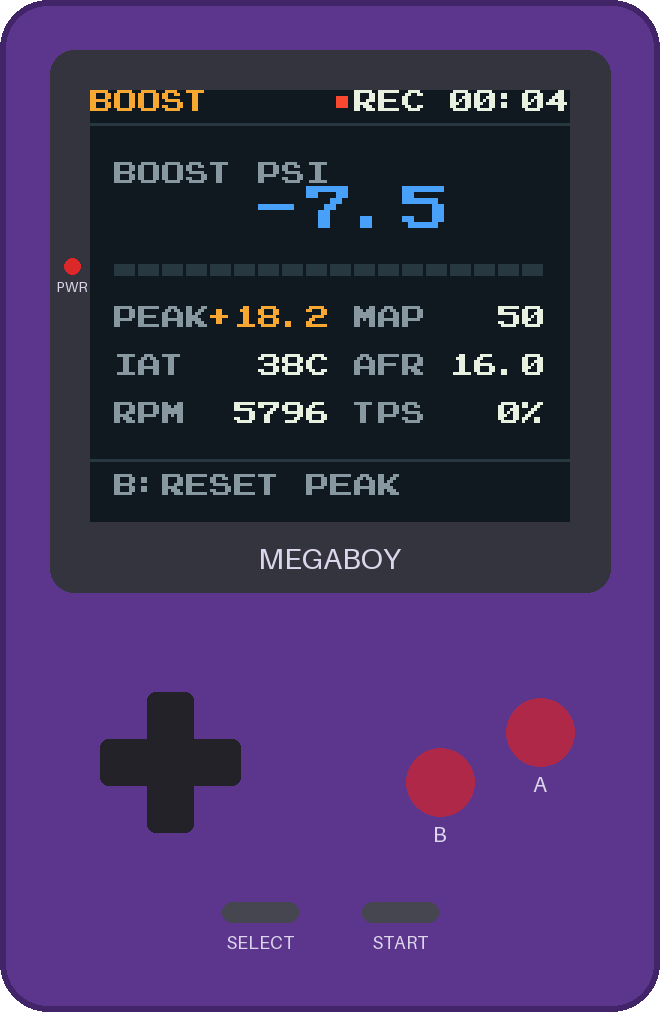 BOOST REC 00:04
BOOST PSI
-7.5
PWR
PEAK+18.2 MAP 50
IAT 38C AFR 16.0
RPM 5796 TPS 0%
B:RESET PEAK
MEGABOY
A
B
SELECT START